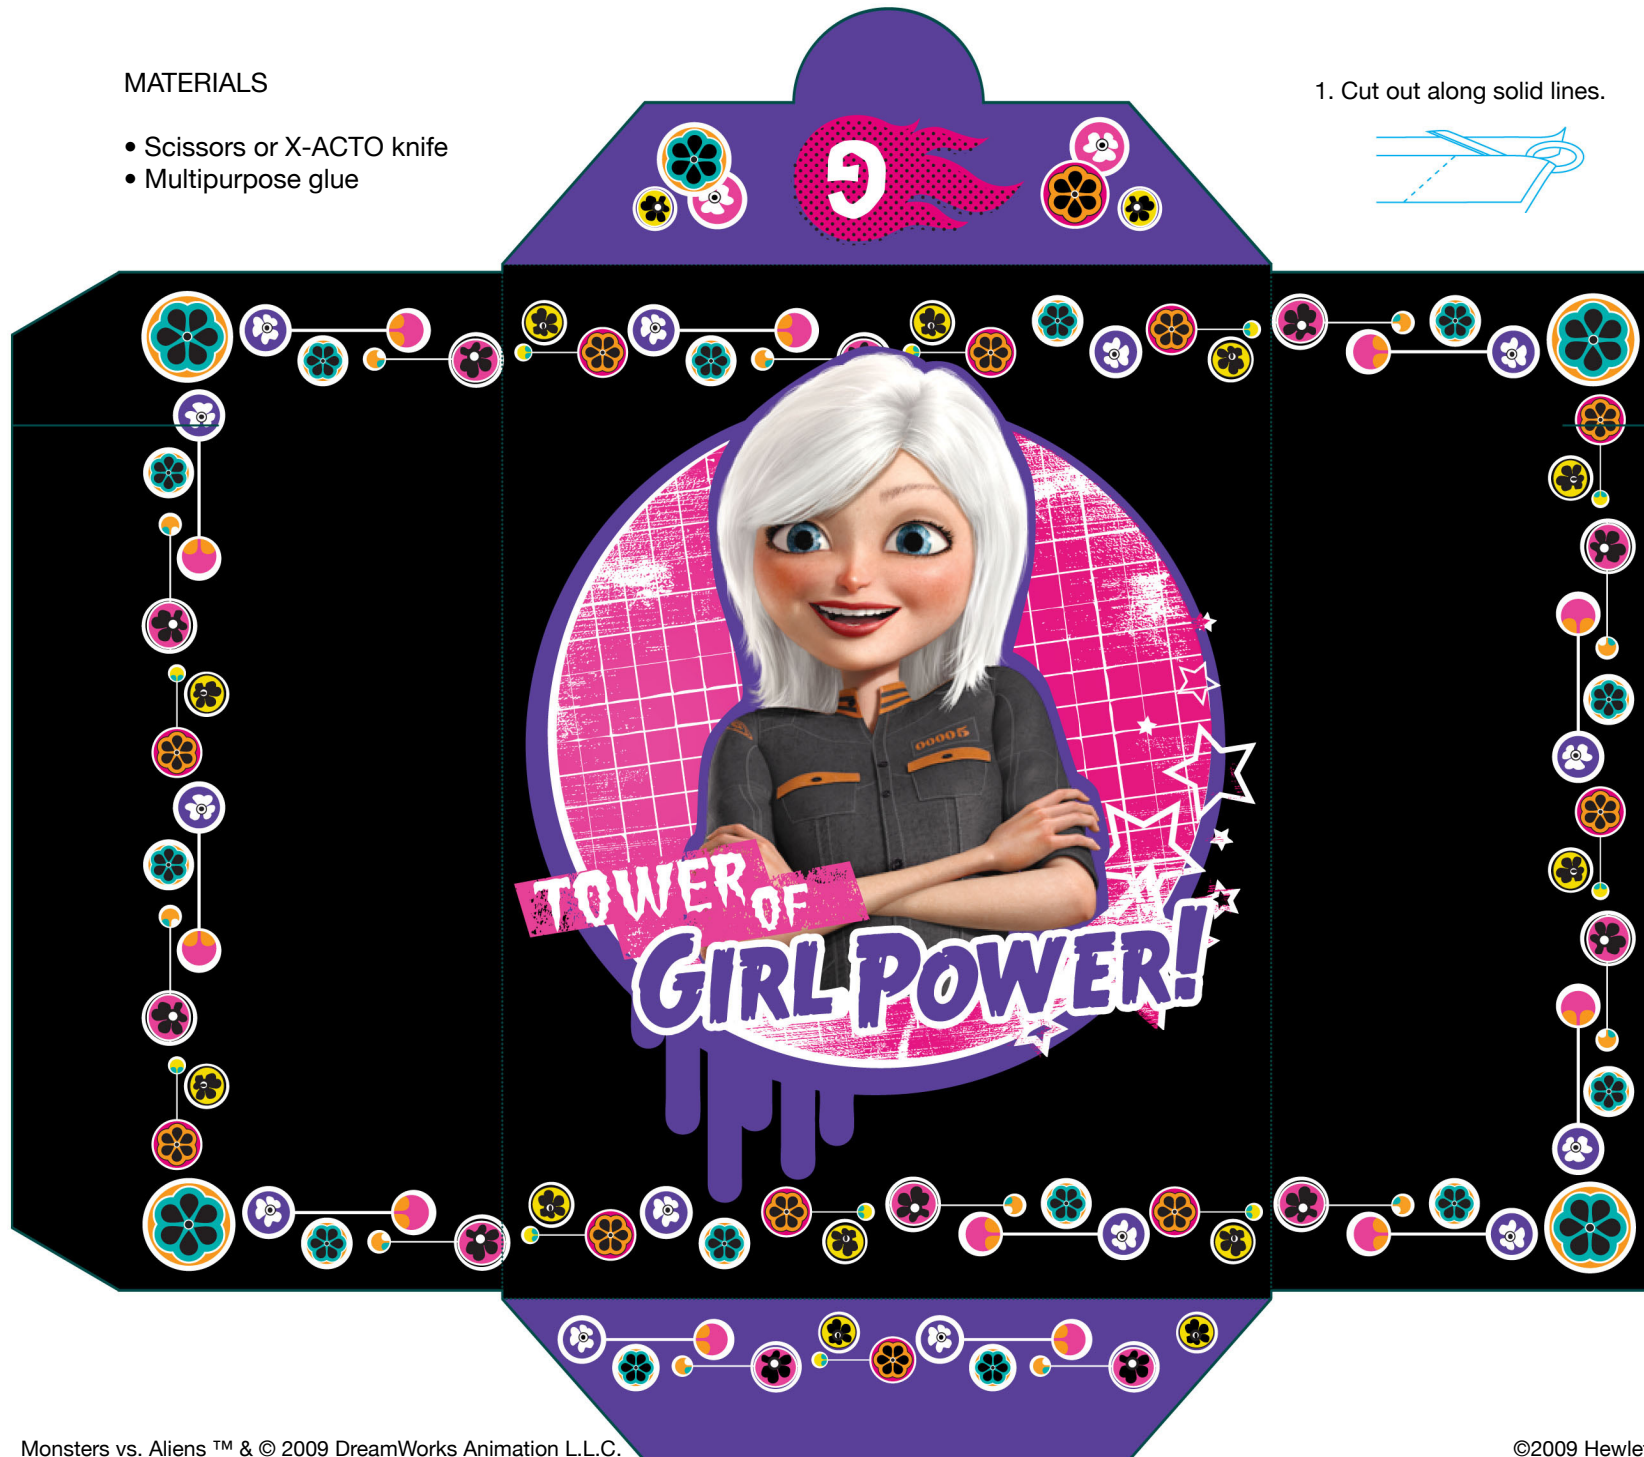 MATERIALS
1. Cut out along solid lines.
• Scissors or X-ACTO knife
• Multipurpose glue
G
00005
TOWER OF
GIRL POWER!
Monsters vs. Aliens ™ & © 2009 DreamWorks Animation L.L.C.
©2009 Hewle